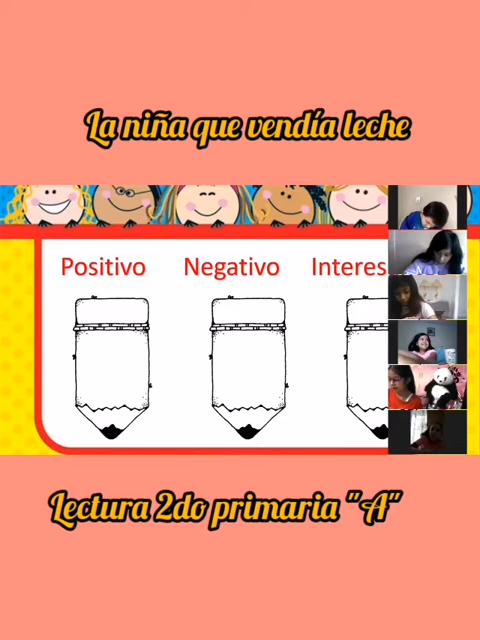 La niña que vendía leche
Positivo Negativo Interes
Lectura 2do primaria "A"